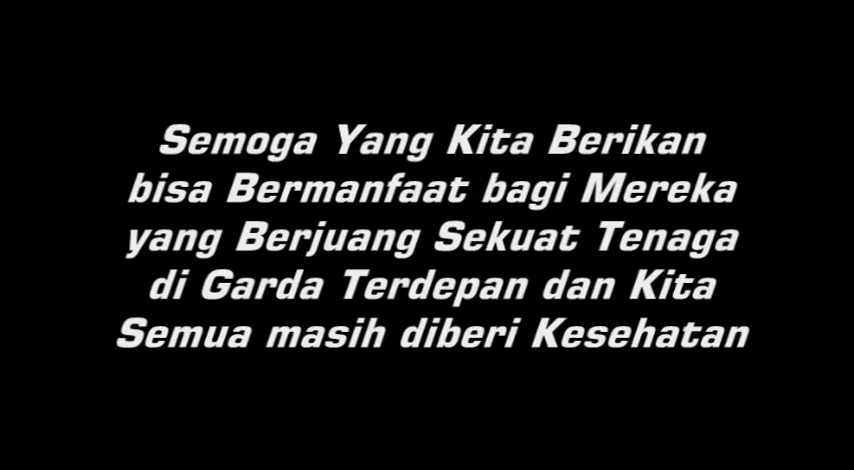 Semoga Yang Kita Berikan
bisa Bermanfaat bagi Mereka
yang Berjuang Sekuat Tenaga
di Garda Terdepan dan Kita
Semua masih diberi Kesehatan